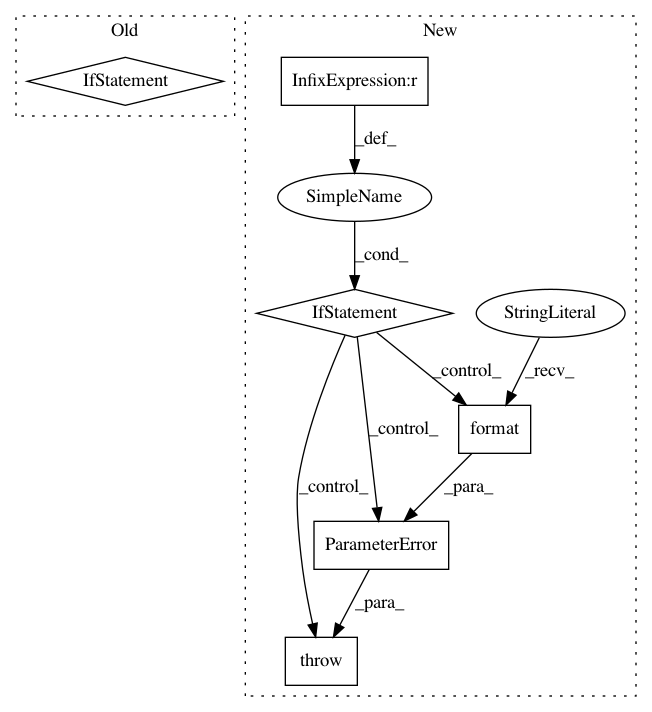 Old
New
IfStatement
InfixExpression:r
_def_
SimpleName
_cond_
IfStatement
StringLiteral
_control_
_recv_
_control_
format
_control_
_para_
ParameterError
_para_
throw